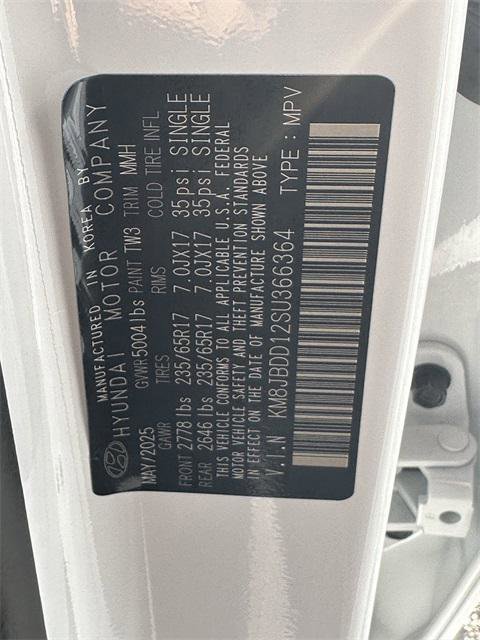 MANUFACTURED IN KOREA BY
HYUNDAI MOTOR COMPANY
MAY/2025 GVWR 5004 lbs PAINT TW3 TRIM MMH
GAWR TIRES RIMS COLD TIRE INFL
FRONT 2778 lbs 235/65R17 7.0JX17 35psi SINGLE
REAR 2646 lbs 235/65R17 7.0JX17 35psi SINGLE
THIS VEHICLE CONFORMS TO ALL APPLICABLE U.S.A. FEDERAL
MOTOR VEHICLE SAFETY AND THEFT PREVENTION STANDARDS
IN EFFECT ON THE DATE OF MANUFACTURE SHOWN ABOVE
V.I.N KM8JBDD12SU366364 TYPE : MPV